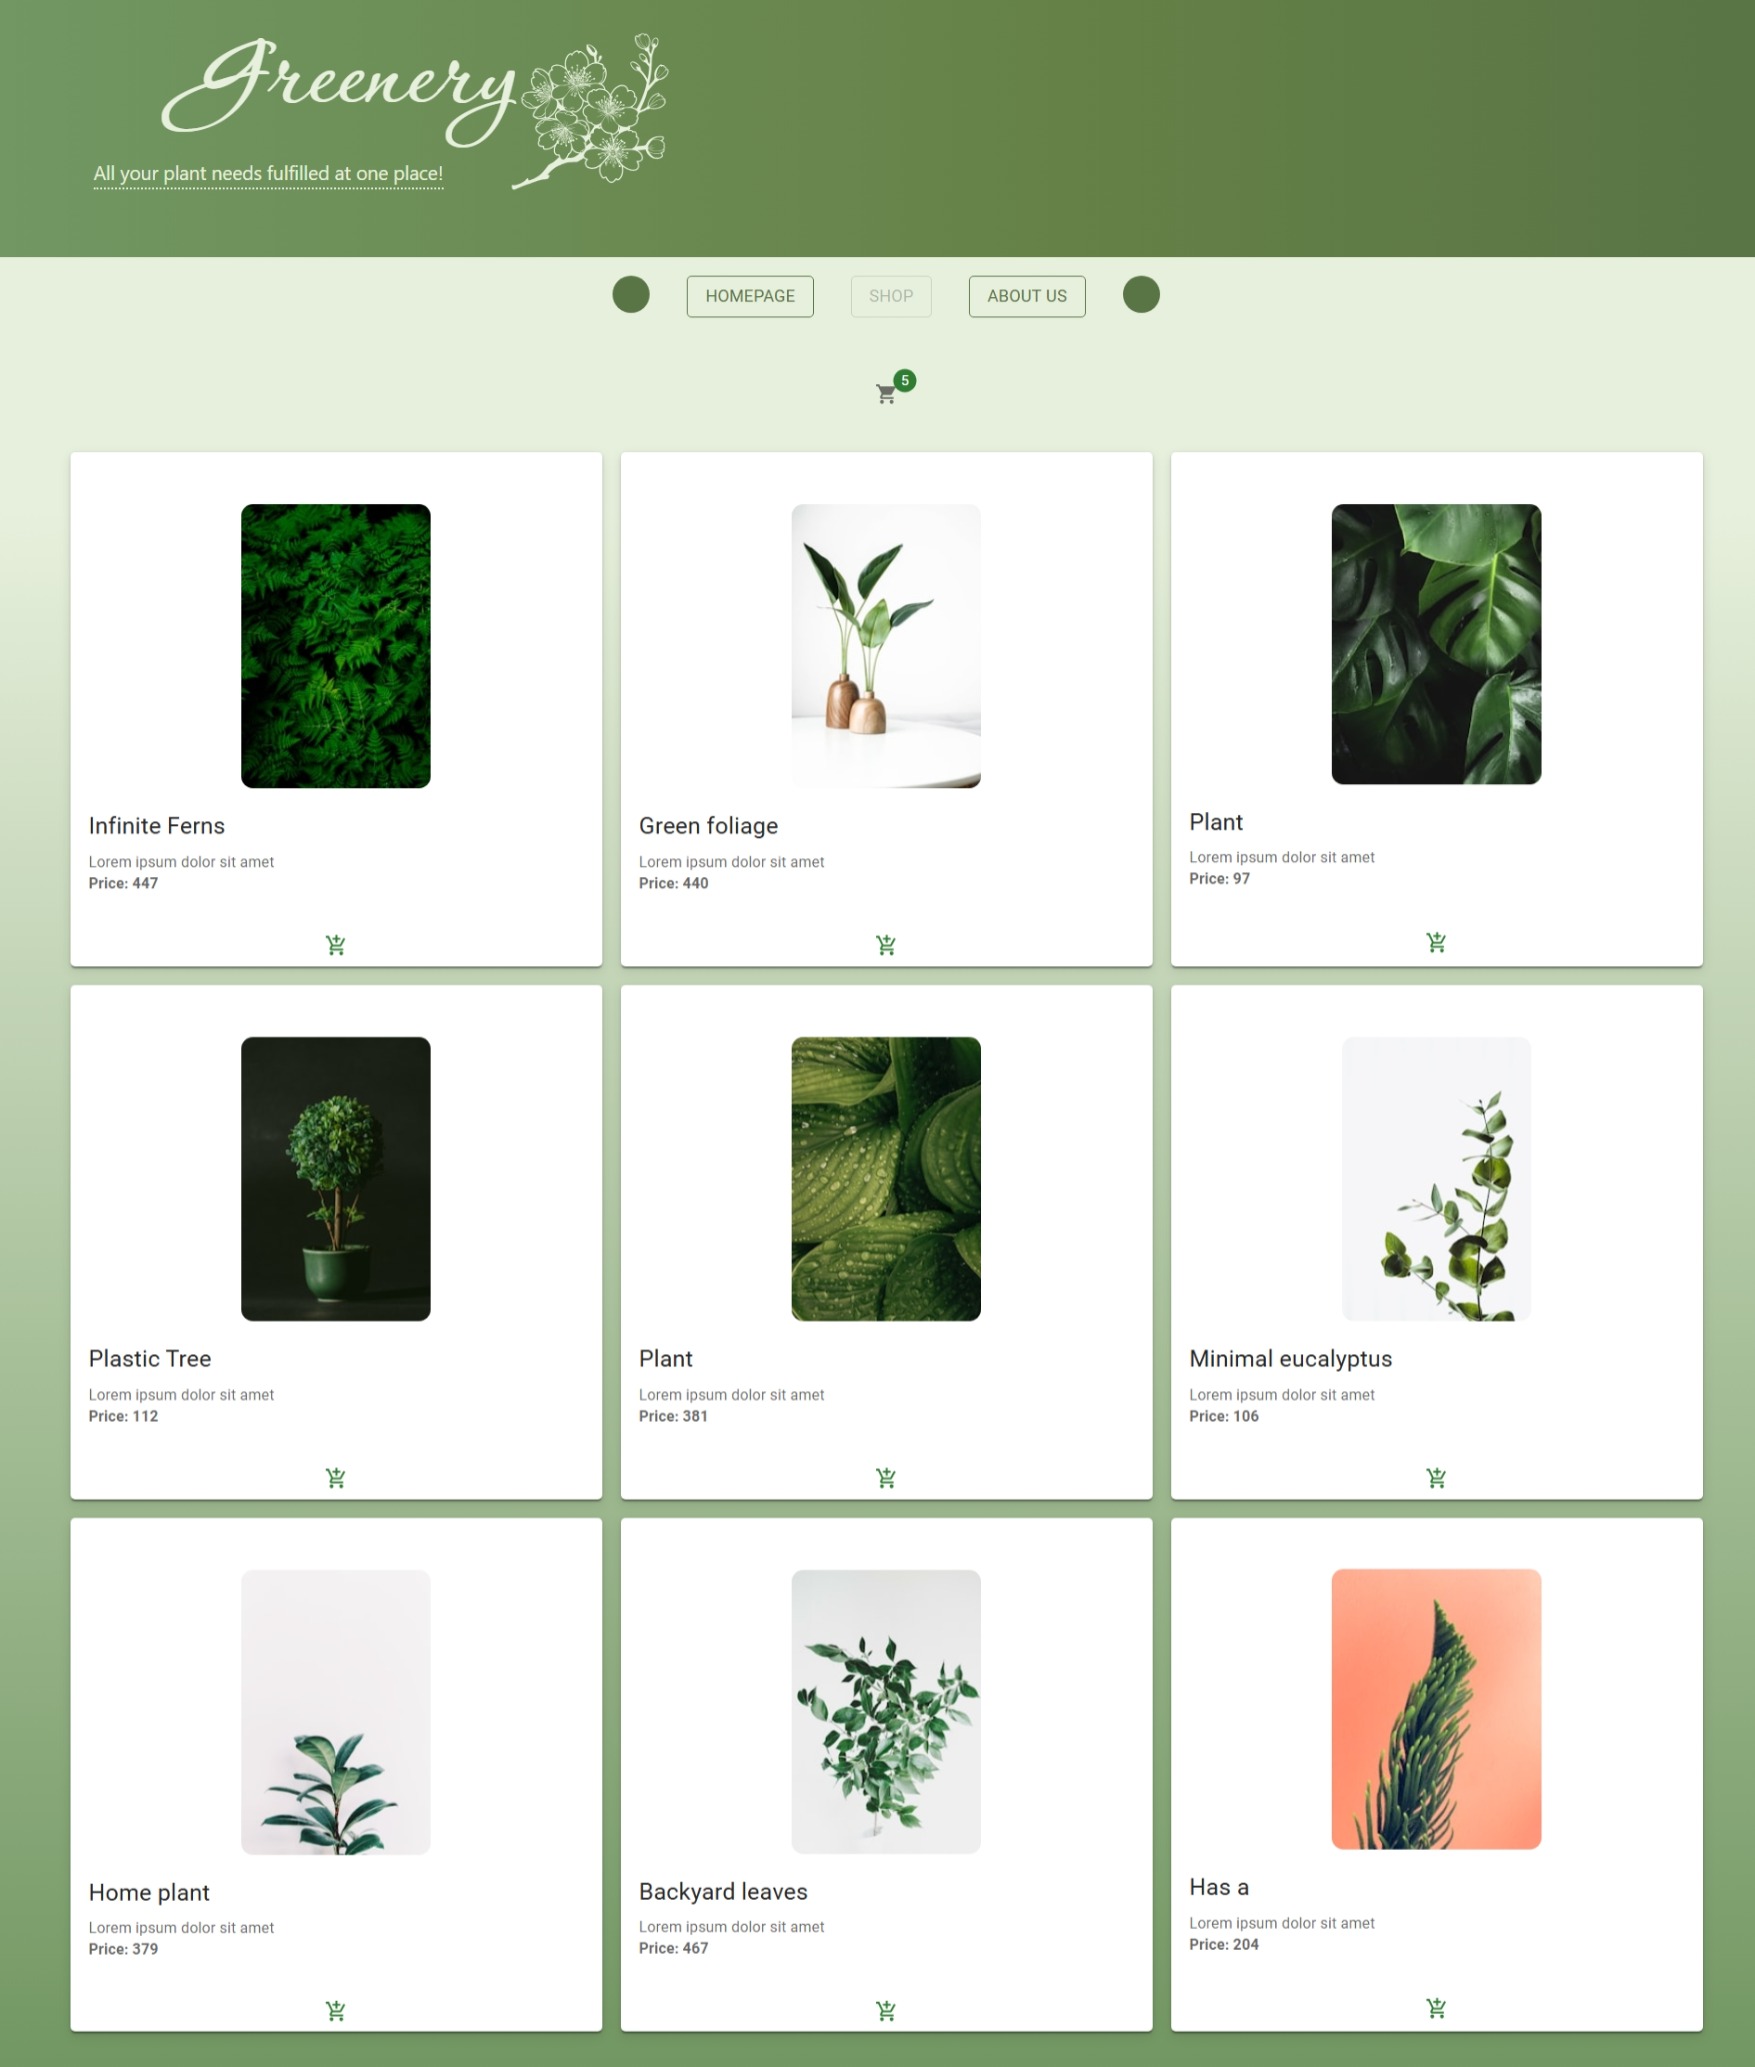 Greenery
All your plant needs fulfilled at one place!
HOMEPAGE
SHOP
ABOUT US
5
Infinite Ferns
Lorem ipsum dolor sit amet
Price: 447
Green foliage
Lorem ipsum dolor sit amet
Price: 440
Plant
Lorem ipsum dolor sit amet
Price: 97
Plastic Tree
Lorem ipsum dolor sit amet
Price: 112
Plant
Lorem ipsum dolor sit amet
Price: 381
Minimal eucalyptus
Lorem ipsum dolor sit amet
Price: 106
Home plant
Lorem ipsum dolor sit amet
Price: 379
Backyard leaves
Lorem ipsum dolor sit amet
Price: 467
Has a
Lorem ipsum dolor sit amet
Price: 204